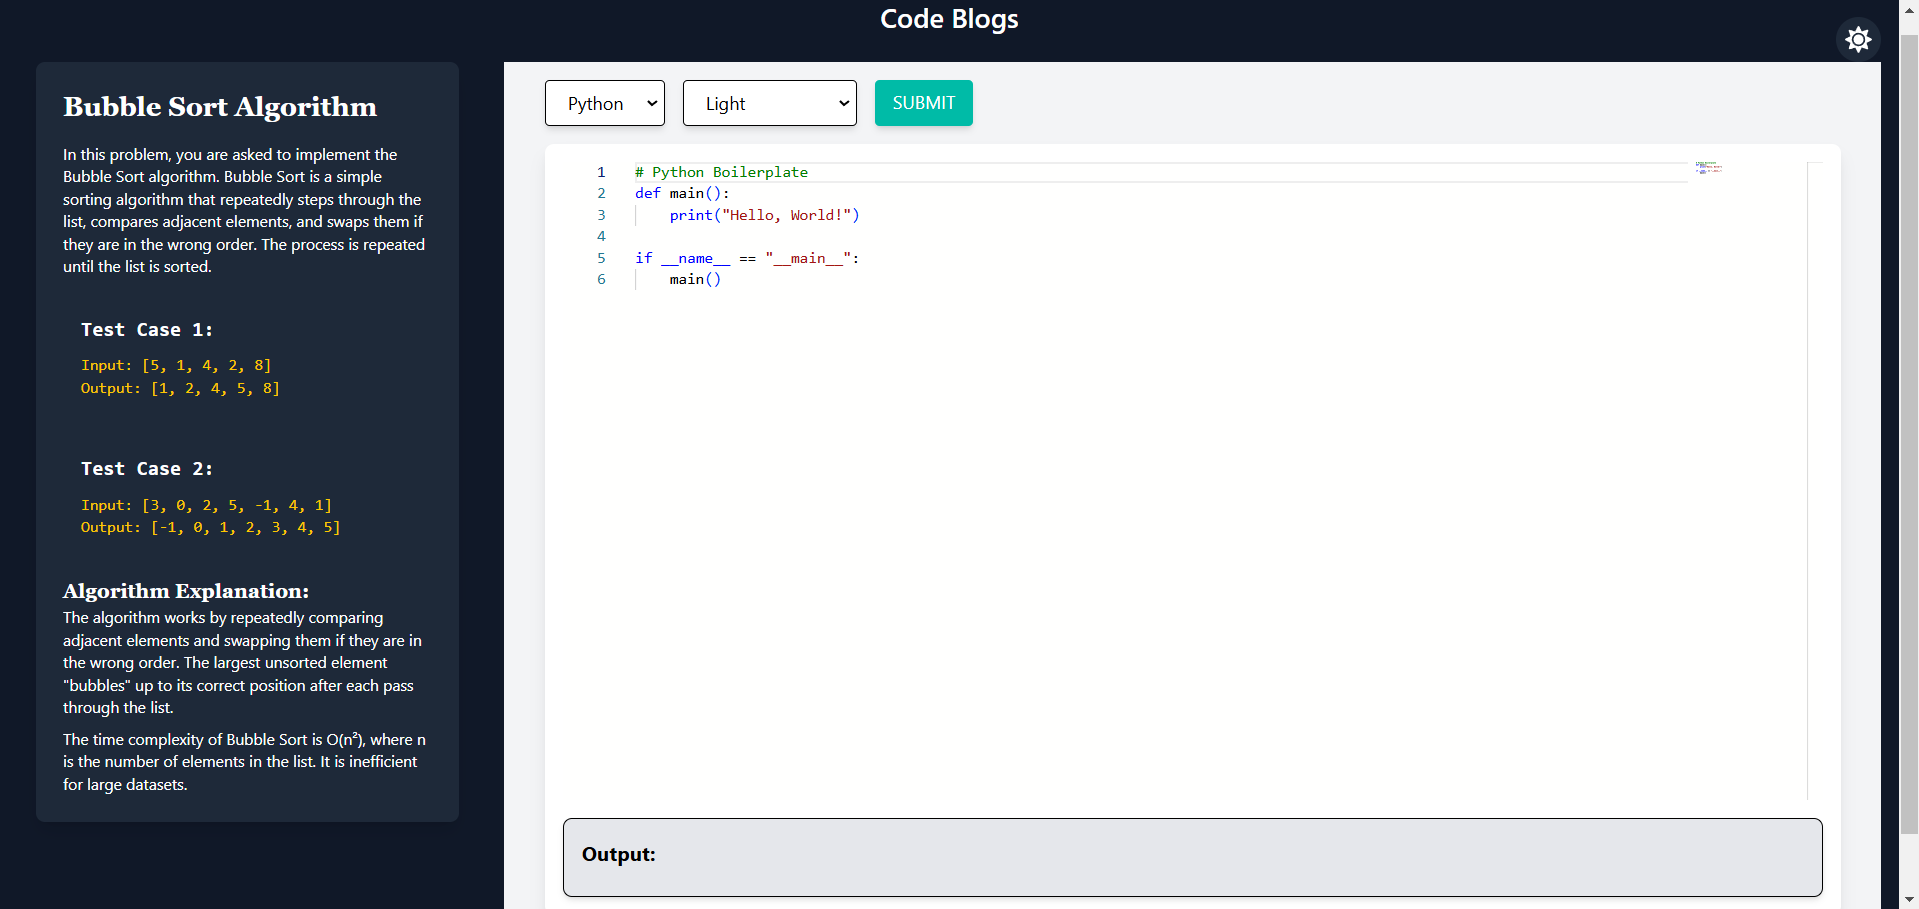 Code Blogs
Bubble Sort Algorithm
In this problem, you are asked to implement the
Bubble Sort algorithm. Bubble Sort is a simple
sorting algorithm that repeatedly steps through the
list, compares adjacent elements, and swaps them if
they are in the wrong order. The process is repeated
until the list is sorted.
Test Case 1:
Input: [5, 1, 4, 2, 8]
Output: [1, 2, 4, 5, 8]
Test Case 2:
Input: [3, 0, 2, 5, -1, 4, 1]
Output: [-1, 0, 1, 2, 3, 4, 5]
Algorithm Explanation:
The algorithm works by repeatedly comparing
adjacent elements and swapping them if they are in
the wrong order. The largest unsorted element
"bubbles" up to its correct position after each pass
through the list.
The time complexity of Bubble Sort is O(n²), where n
is the number of elements in the list. It is inefficient
for large datasets.
Python Light SUBMIT
1 # Python Boilerplate
2 def main():
3     print("Hello, World!")
4
5 if __name__ == "__main__":
6     main()
Output: